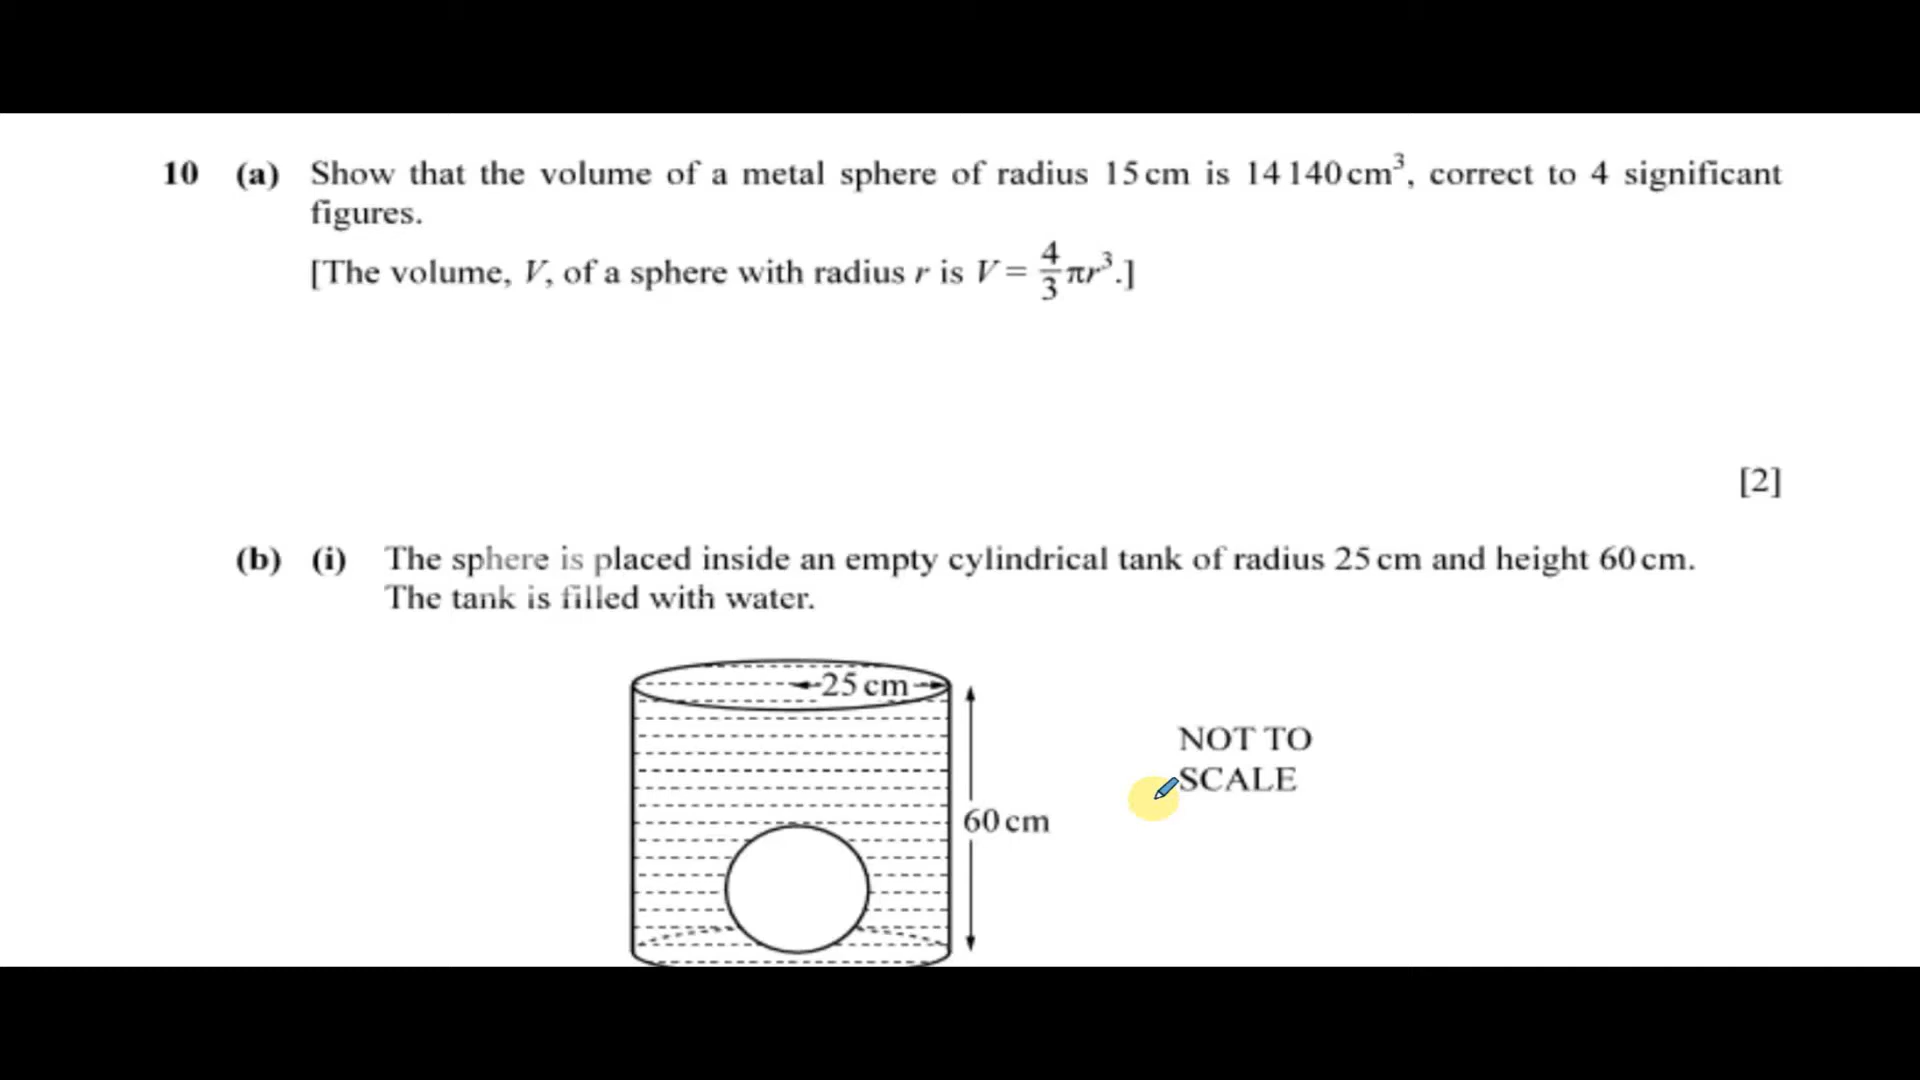 10 (a) Show that the volume of a metal sphere of radius 15 cm is 14 140 cm³, correct to 4 significant
figures.
[The volume, V, of a sphere with radius r is V = 4/3 πr³.]
[2]
(b) (i) The sphere is placed inside an empty cylindrical tank of radius 25 cm and height 60 cm.
The tank is filled with water.
25 cm
NOT TO
SCALE
60 cm